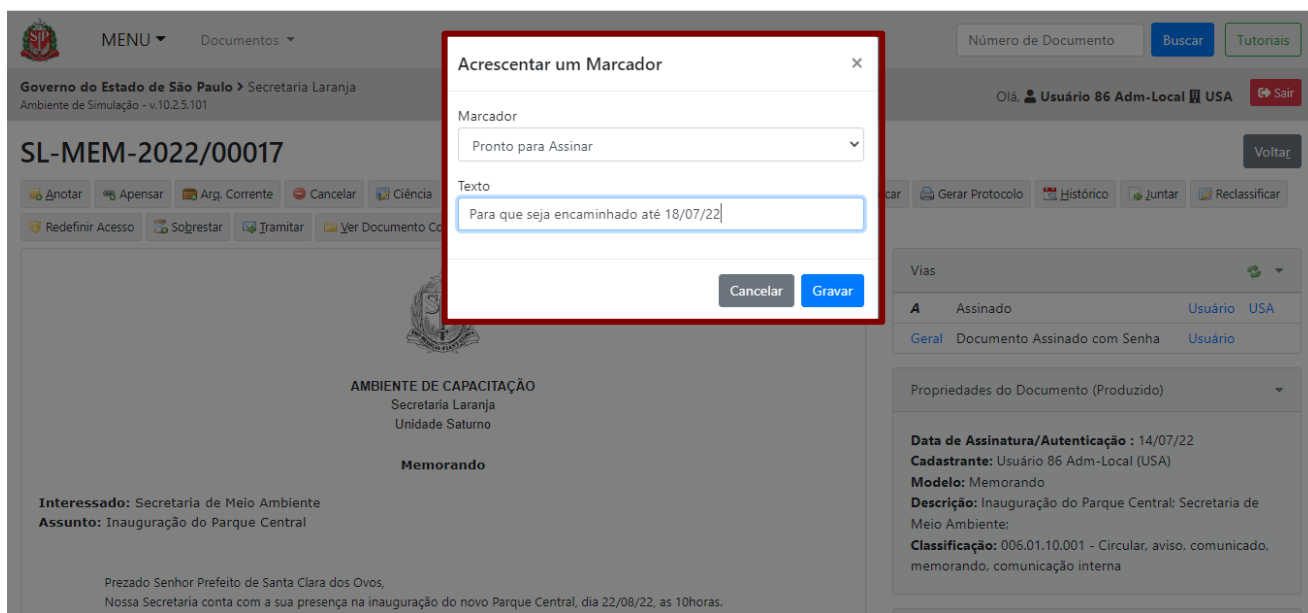 MENU
Documentos
Número de Documento
Buscar
Tutoriais
Governo do Estado de São Paulo > Secretaria Laranja
Ambiente de Simulação - v.10.2.5.101
Olá, Usuário 86 Adm-Local USA
Sair
Acrescentar um Marcador ×
Marcador
Pronto para Assinar
Texto
Para que seja encaminhado até 18/07/22
Cancelar Gravar
SL-MEM-2022/00017
Voltar
Anotar Apensar Arq. Corrente Cancelar Ciência
Gerar Protocolo Histórico Juntar Reclassificar
Redefinir Acesso Sobrestar Tramitar Ver Documento
Vias
A Assinado Usuário USA
Geral Documento Assinado com Senha Usuário
AMBIENTE DE CAPACITAÇÃO
Secretaria Laranja
Unidade Saturno
Memorando
Interessado: Secretaria de Meio Ambiente
Assunto: Inauguração do Parque Central
Prezado Senhor Prefeito de Santa Clara dos Ovos,
Nossa Secretaria conta com a sua presença na inauguração do novo Parque Central, dia 22/08/22, as 10horas.
Propriedades do Documento (Produzido)
Data de Assinatura/Autenticação : 14/07/22
Cadastrante: Usuário 86 Adm-Local (USA)
Modelo: Memorando
Descrição: Inauguração do Parque Central; Secretaria de
Meio Ambiente;
Classificação: 006.01.10.001 - Circular, aviso, comunicado,
memorando, comunicação interna